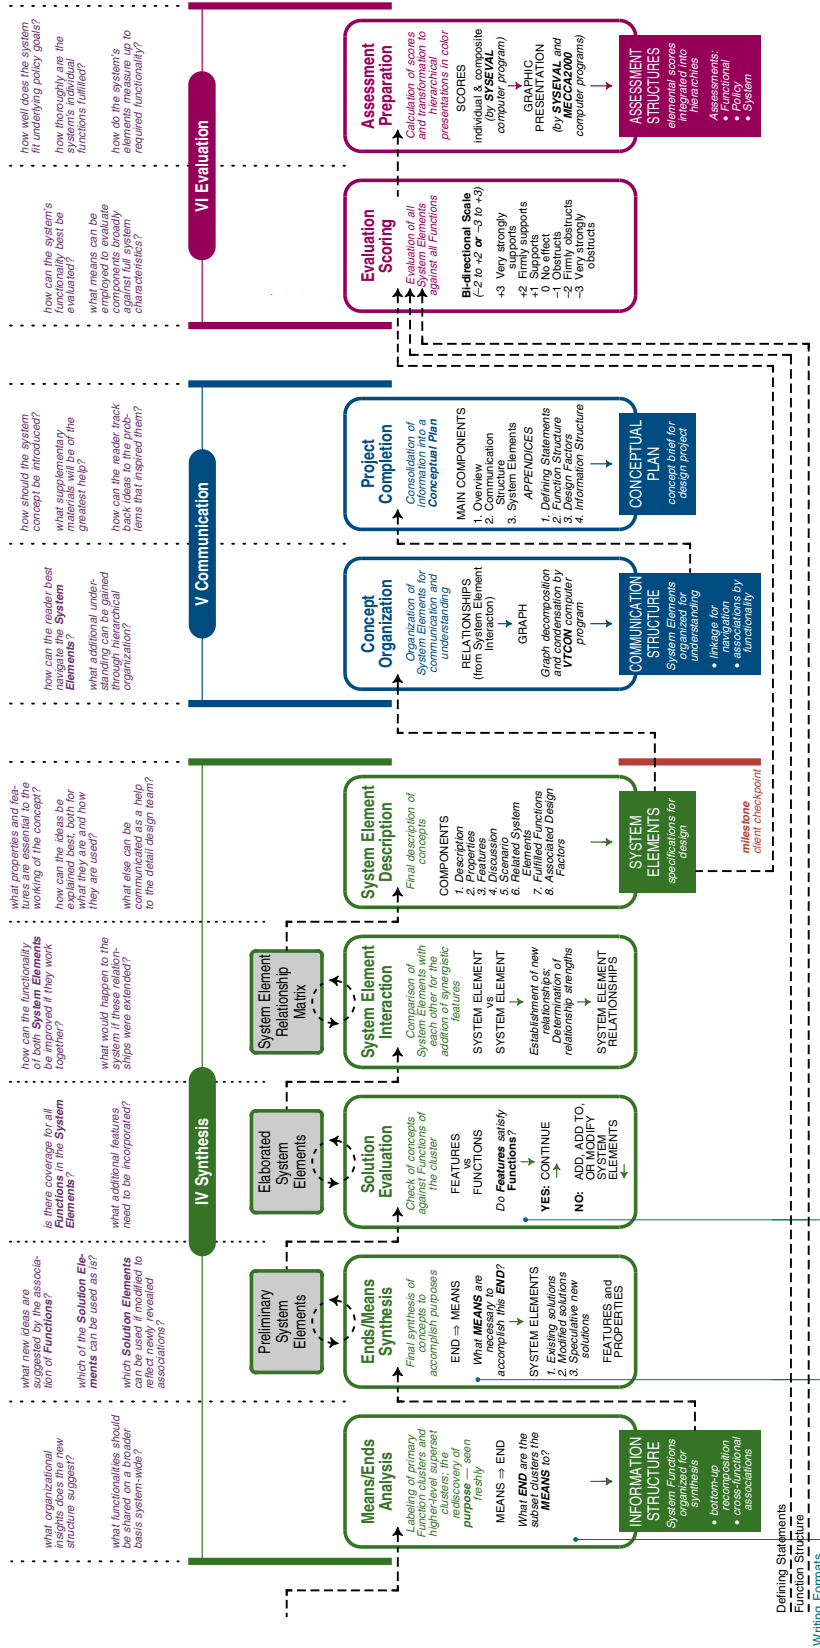 what organizational
insights does the new
structure suggest?
what functionalities should
be shared on a broader
basis system-wide?
what new ideas are
suggested by the associa-
tion of Functions?
which of the Solution Ele-
ments can be used as is?
which Solution Elements
can be used if modified to
reflect newly revealed
associations?
is there coverage for all
Functions in the System
Elements?
what additional features
need to be incorporated?
how can the functionality
of both System Elements
be improved if they work
together?
what would happen to the
system if these relation-
ships were extended?
what properties and fea-
tures are essential to the
working of the concept?
how can the ideas be
explained best, both for
what they are and how
they are used?
what else can be
communicated as a help
to the detail design team?
IV Synthesis
Preliminary
System
Elements
Elaborated
System
Elements
System Element
Relationship
Matrix
Means/Ends
Analysis
Labeling of primary
Function clusters and
higher-level superset
clusters; the
rediscovery of
purpose — seen
freshly
MEANS ⇒ END
What END are the
subset clusters the
MEANS to?
INFORMATION
STRUCTURE
System Functions
organized for
synthesis
• bottom-up
recomposition
• cross-functional
associations
Ends/Means
Synthesis
Final synthesis of
concepts to
accomplish purposes
END ⇒ MEANS
What MEANS are
necessary to
accomplish this END?
SYSTEM ELEMENTS
1. Existing solutions
2. Modified solutions
3. Speculative new
solutions
FEATURES and
PROPERTIES
Solution
Evaluation
Check of concepts
against Functions of
the cluster
FEATURES
vs
FUNCTIONS
Do Features satisfy
Functions?
YES: CONTINUE
NO: ADD, ADD TO,
OR MODIFY
SYSTEM
ELEMENTS
System Element
Interaction
Comparison of
System Elements with
each other for the
addition of synergistic
features
SYSTEM ELEMENT
vs
SYSTEM ELEMENT
Establishment of new
relationships;
Determination of
relationship strengths
SYSTEM ELEMENT
RELATIONSHIPS
System Element
Description
Final description of
concepts
COMPONENTS
1. Description
2. Properties
3. Features
4. Discussion
5. Scenario
6. Related System
Elements
7. Fulfilled Functions
8. Associated Design
Factors
SYSTEM
ELEMENTS
specifications for
design
milestone
client checkpoint
how can the reader best
navigate the System
Elements?
what additional under-
standing can be gained
through hierarchical
organization?
how should the system
concept be introduced?
what supplementary
materials will be of the
greatest help?
how can the reader track
back ideas to the prob-
lems that inspired them?
V Communication
Concept
Organization
Organization of
System Elements for
communication and
understanding
RELATIONSHIPS
(from System Element
Interacton)
GRAPH
Graph decomposition
and condensation by
VTCON computer
program
COMMUNICATION
STRUCTURE
System Elements
organized for
understanding
• linkage for
navigation
• associations by
functionality
Project
Completion
Consolidation of
information into a
Conceptual Plan
MAIN COMPONENTS
1. Overview
2. Communication
Structure
3. System Elements
APPENDICES
1. Defining Statements
2. Function Structure
3. Design Factors
4. Information Structure
CONCEPTUAL
PLAN
concept brief for
design project
how can the system's
functionality best be
evaluated?
what means can be
employed to evaluate
components broadly
against full system
characteristics?
how well does the system
fit underlying policy goals?
how thoroughly are the
system's individual
functions fulfilled?
how do the system's
elements measure up to
required functionality?
VI Evaluation
Evaluation
Scoring
Evaluation of all
System Elements
against all Functions
Bi-directional Scale
(–2 to +2 or –3 to +3)
+3 Very strongly
supports
+2 Firmly supports
+1 Supports
0 No effect
–1 Obstructs
–2 Firmly obstructs
–3 Very strongly
obstructs
Assessment
Preparation
Calculation of scores
and transformation to
hierarchical
presentations in color
SCORES
individual & composite
(by SYSEVAL
computer program)
GRAPHIC
PRESENTATION
(by SYSEVAL and
MECCA2000
computer programs)
ASSESSMENT
STRUCTURES
elemental scores
integrated into
hierarchies
Assessments:
• Functional
• Policy
• System
Defining Statements
Function Structure
Writing Formats